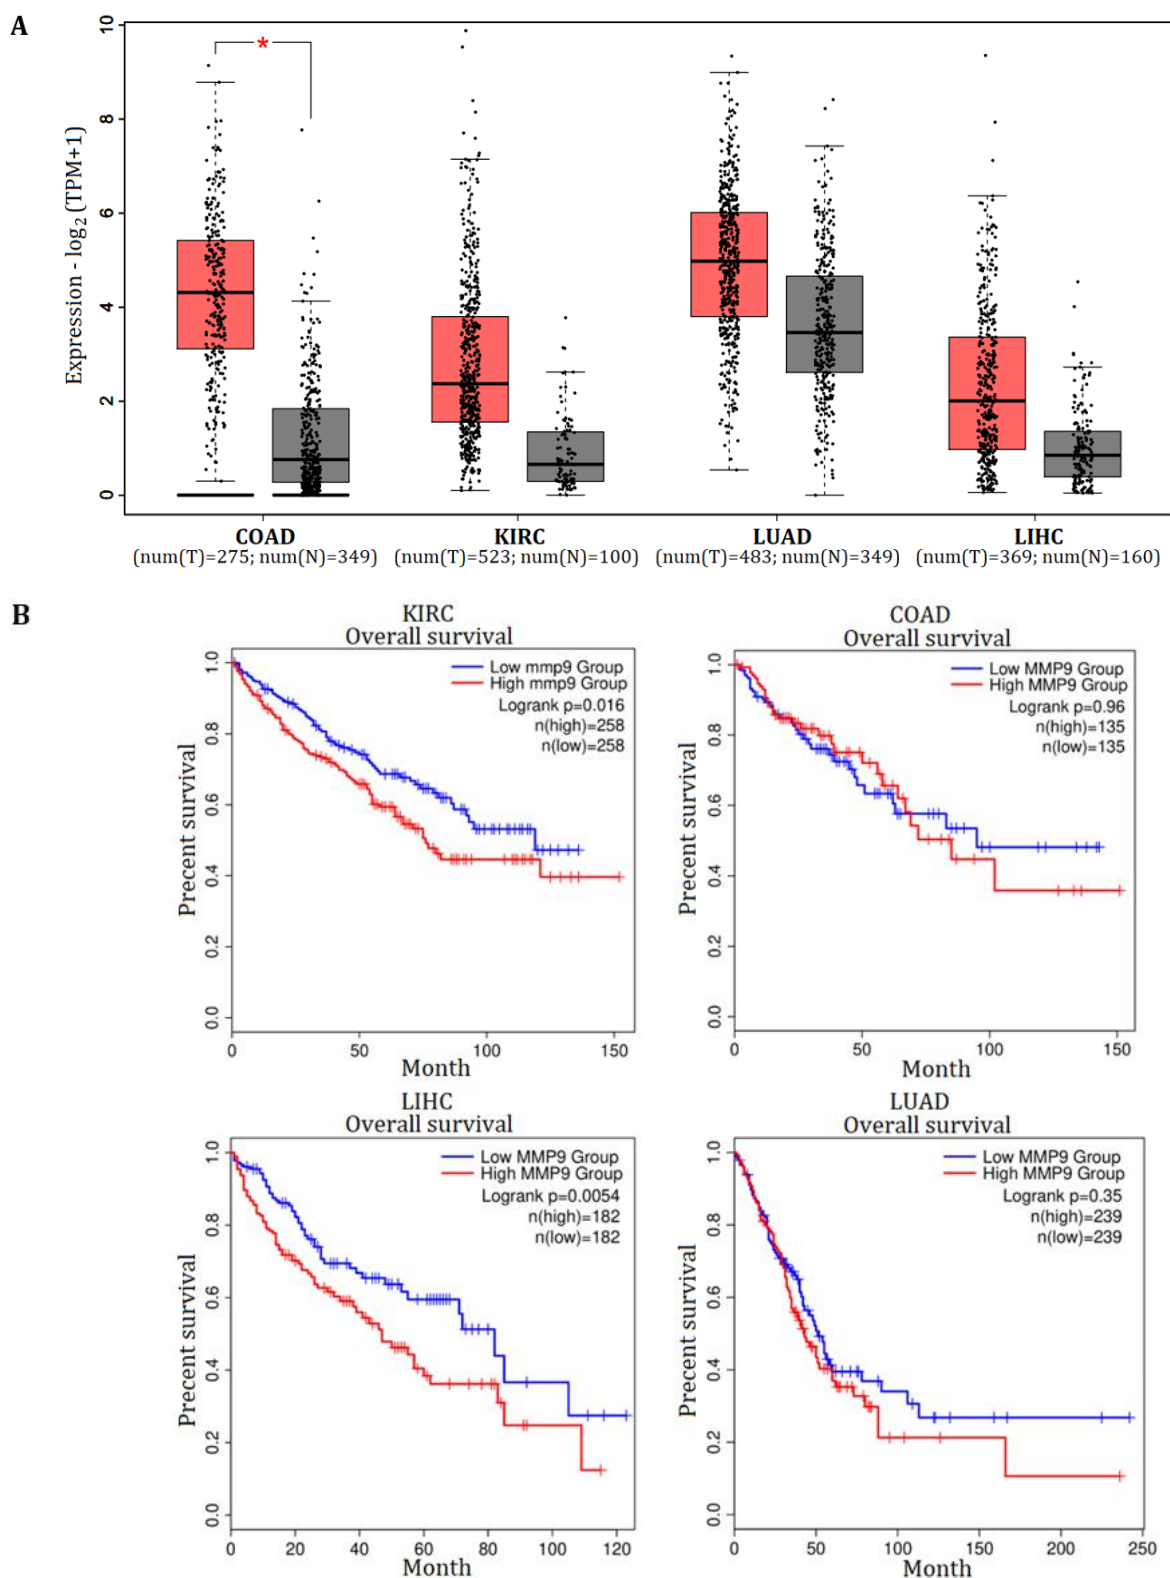 A
Expression - log2 (TPM+1)
10
8
6
4
2
0
*
COAD
(num(T)=275; num(N)=349)
KIRC
(num(T)=523; num(N)=100)
LUAD
(num(T)=483; num(N)=349)
LIHC
(num(T)=369; num(N)=160)
B
KIRC
Overall survival
Low mmp9 Group
High mmp9 Group
Logrank p=0.016
n(high)=258
n(low)=258
Precent survival
1.0
0.8
0.6
0.4
0.2
0.0
0 50 100 150
Month
COAD
Overall survival
Low MMP9 Group
High MMP9 Group
Logrank p=0.96
n(high)=135
n(low)=135
Precent survival
1.0
0.8
0.6
0.4
0.2
0.0
0 50 100 150
Month
LIHC
Overall survival
Low MMP9 Group
High MMP9 Group
Logrank p=0.0054
n(high)=182
n(low)=182
Precent survival
1.0
0.8
0.6
0.4
0.2
0.0
0 20 40 60 80 100 120
Month
LUAD
Overall survival
Low MMP9 Group
High MMP9 Group
Logrank p=0.35
n(high)=239
n(low)=239
Precent survival
1.0
0.8
0.6
0.4
0.2
0.0
0 50 100 150 200 250
Month